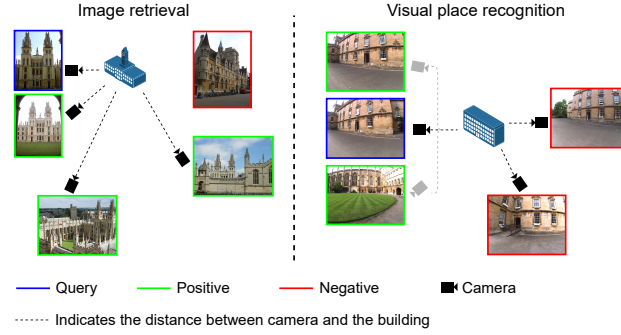 Image retrieval
Visual place recognition
Query
Positive
Negative
Camera
Indicates the distance between camera and the building